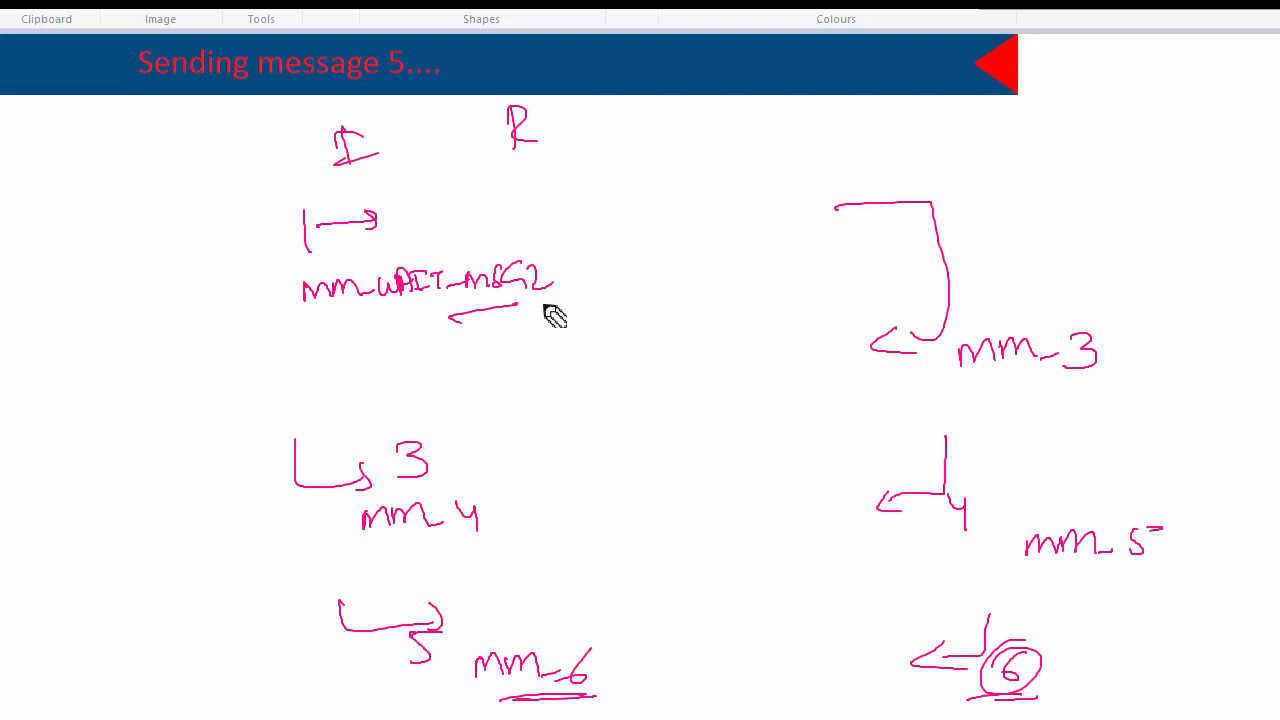 Clipboard Image Tools Shapes Colours
Sending message 5....
I R
mm_WAIT_MSG2
mm_3
3
mm_4
4
mm_5
5
mm_6
6